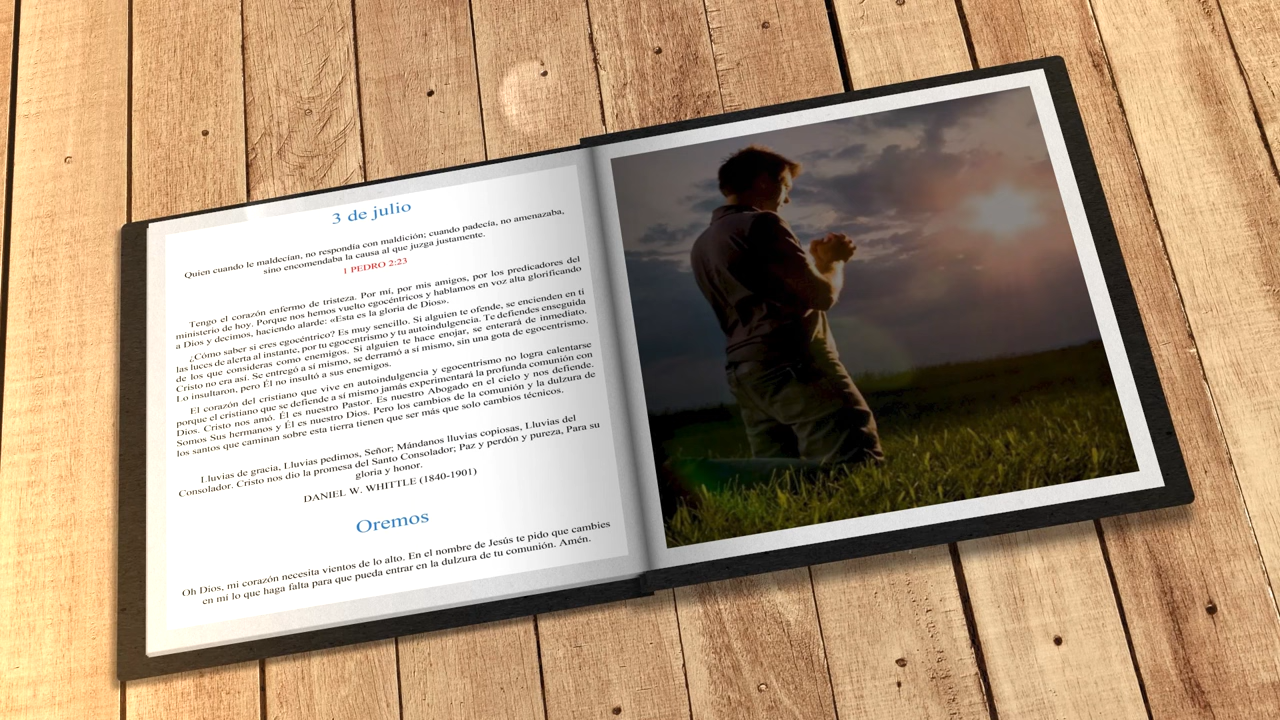 3 de julio
Quien cuando le maldecían, no respondía con maldición; cuando padecía, no amenazaba,
sino encomendaba la causa al que juzga justamente.
1 PEDRO 2:23
Tengo el corazón enfermo de tristeza. Por mí, por mis amigos, por los predicadores del
ministerio de hoy. Porque nos hemos vuelto egocéntricos y hablamos en voz alta glorificando
a Dios y decimos, haciendo alarde: «Esta es la gloria de Dios».
¿Cómo saber si eres egocéntrico? Es muy sencillo. Si alguien te ofende, se encienden en ti
las luces de alerta al instante, por tu egocentrismo y tu autoindulgencia. Te defiendes enseguida
de los que consideras como enemigos. Si alguien te hace enojar, se enterará de inmediato.
Cristo no era así. Se entregó a sí mismo, se derramó a sí mismo, sin una gota de egocentrismo.
Lo insultaron, pero Él no insultó a sus enemigos.
El corazón del cristiano que vive en autoindulgencia y egocentrismo no logra calentarse
porque el cristiano que se defiende a sí mismo jamás experimentará la profunda comunión con
Dios. Cristo nos amó. Él es nuestro Pastor. Es nuestro Abogado en el cielo y nos defiende.
Somos Sus hermanos y Él es nuestro Dios. Pero los cambios de la comunión y la dulzura de
los santos que caminan sobre esta tierra tienen que ser más que solo cambios técnicos.
Lluvias de gracia, Lluvias pedimos, Señor; Mándanos lluvias copiosas, Lluvias del
Consolador. Cristo nos dio la promesa del Santo Consolador; Paz y perdón y pureza, Para su
gloria y honor.
DANIEL W. WHITTLE (1840-1901)
Oremos
Oh Dios, mi corazón necesita vientos de lo alto. En el nombre de Jesús te pido que cambies
en mí lo que haga falta para que pueda entrar en la dulzura de tu comunión. Amén.